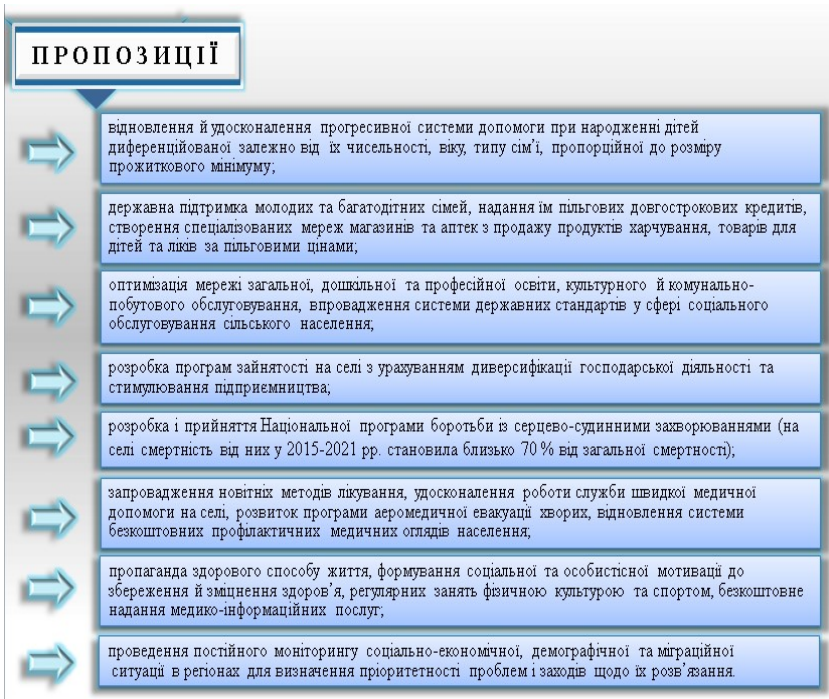 ПРОПОЗИЦІЇ
відновлення й удосконалення прогресивної системи допомоги при народженні дітей
диференційованої залежно від їх чисельності, віку, типу сім’ї, пропорційної до розміру
прожиткового мінімуму;
державна підтримка молодих та багатодітних сімей, надання їм пільгових довгострокових кредитів,
створення спеціалізованих мереж магазинів та аптек з продажу продуктів харчування, товарів для
дітей та ліків за пільговими цінами;
оптимізація мережі загальної, дошкільної та професійної освіти, культурного й комунально-
побутового обслуговування, впровадження системи державних стандартів у сфері соціального
обслуговування сільського населення;
розробка програм зайнятості на селі з урахуванням диверсифікації господарської діяльності та
стимулювання підприємництва;
розробка і прийняття Національної програми боротьби із серцево-судинними захворюваннями (на
селі смертність від них у 2015-2021 рр. становила близько 70 % від загальної смертності);
запровадження новітніх методів лікування, удосконалення роботи служби швидкої медичної
допомоги на селі, розвиток програми аеромедичної евакуації хворих, відновлення системи
безкоштовних профілактичних медичних оглядів населення;
пропаганда здорового способу життя, формування соціальної та особистісної мотивації до
збереження й зміцнення здоров’я, регулярних занять фізичною культурою та спортом, безкоштовне
надання медико-інформаційних послуг;
проведення постійного моніторингу соціально-економічної, демографічної та міграційної
ситуації в регіонах для визначення пріоритетності проблем і заходів щодо їх розв’язання.